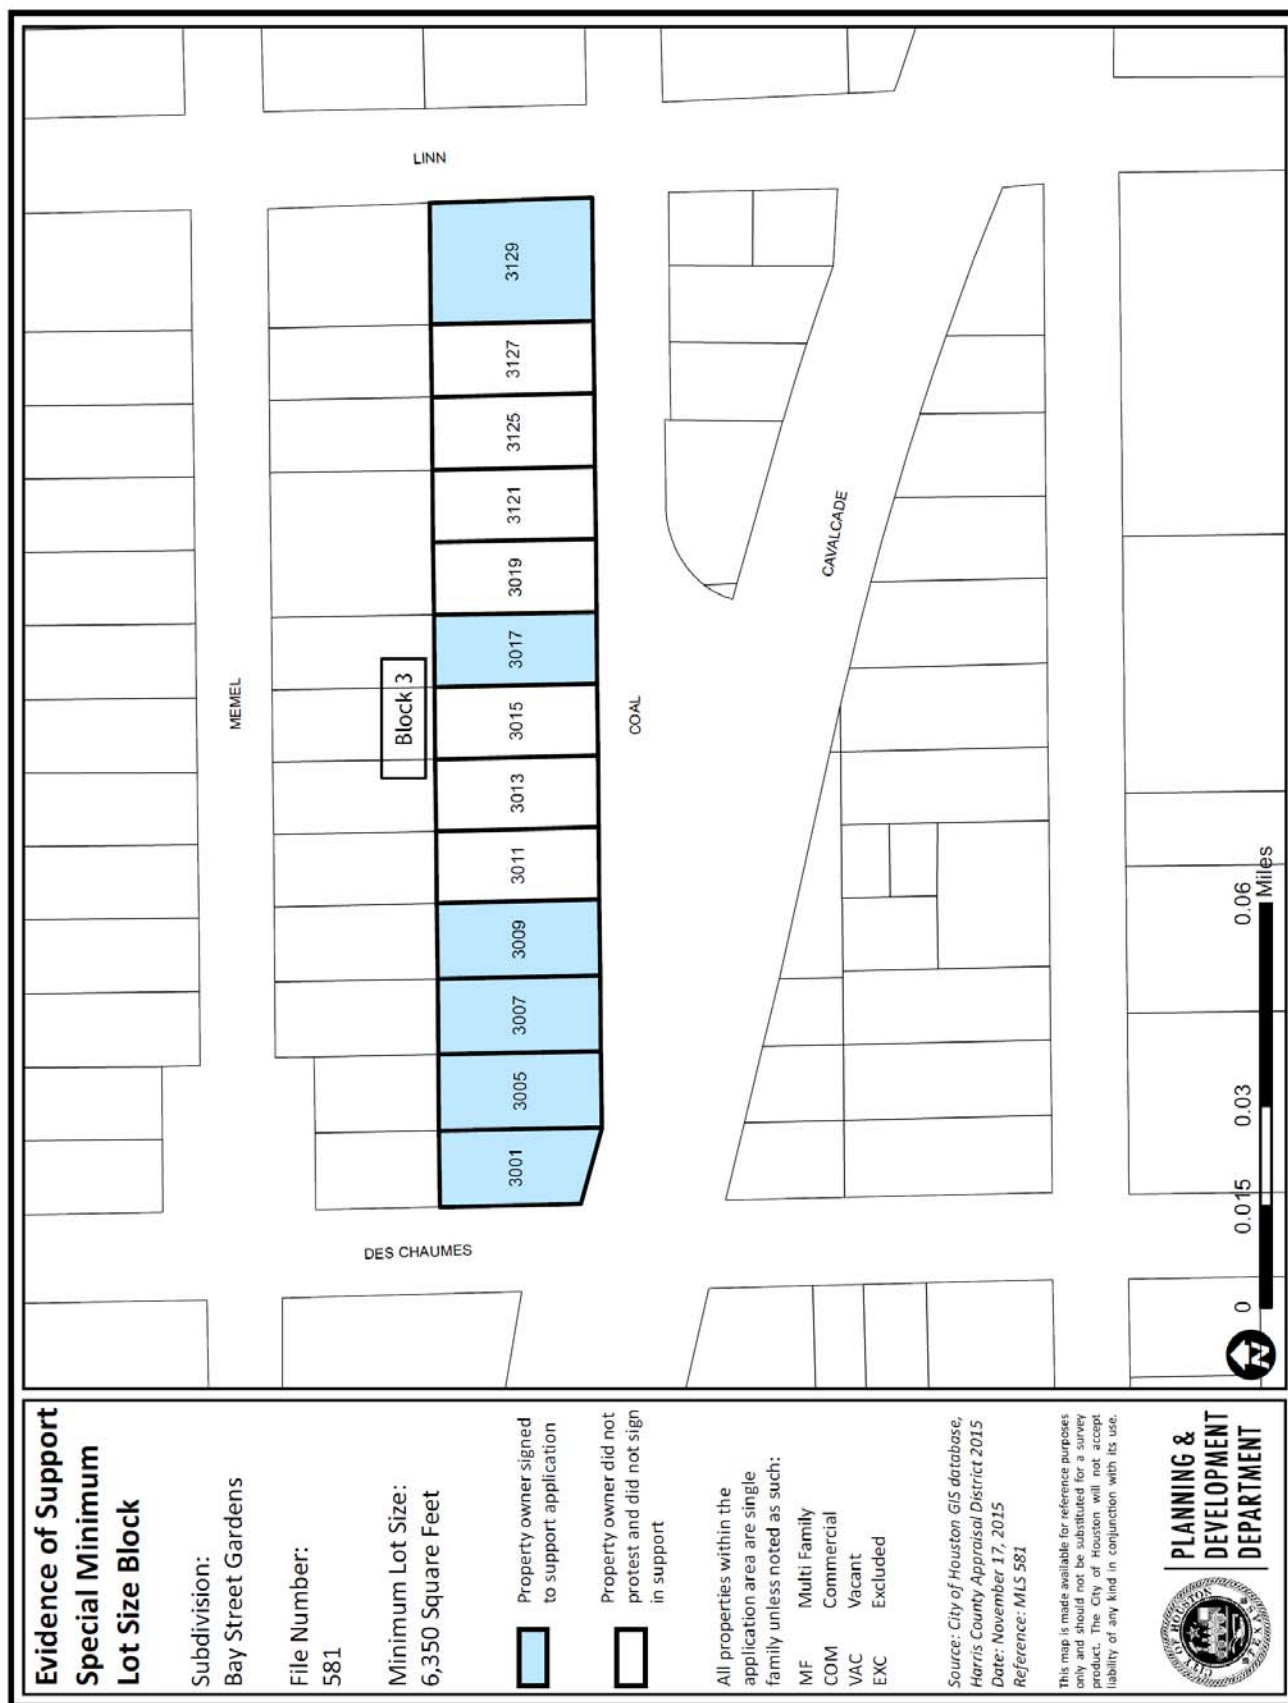 Evidence of Support
Special Minimum
Lot Size Block
Subdivision:
Bay Street Gardens
File Number:
581
Minimum Lot Size:
6,350 Square Feet
Property owner signed
to support application
Property owner did not
protest and did not sign
in support
All properties within the
application area are single
family unless noted as such:
MF Multi Family
COM Commercial
VAC Vacant
EXC Excluded
Source: City of Houston GIS database,
Harris County Appraisal District 2015
Date: November 17, 2015
Reference: MLS 581
This map is made available for reference purposes
only and should not be substituted for a survey
product. The City of Houston will not accept
liability of any kind in conjunction with its use.
CITY OF HOUSTON
TEXAS
PLANNING &
DEVELOPMENT
DEPARTMENT
MEMEL
LINN
DES CHAUMES
Block 3
3001
3005
3007
3009
3011
3013
3015
3017
3019
3121
3125
3127
3129
COAL
CAVALCADE
N
0
0.015
0.03
0.06
Miles